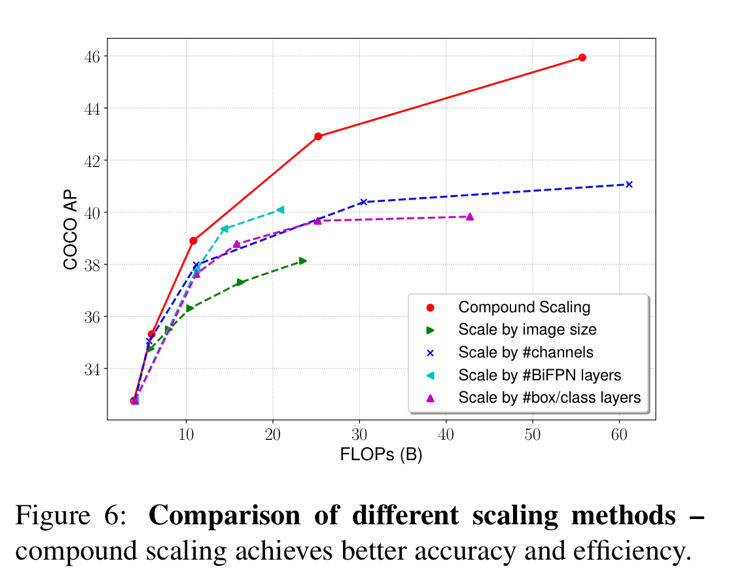 46
44
42
40
38
36
34
COCO AP
10 20 30 40 50 60
FLOPs (B)
Compound Scaling
Scale by image size
Scale by #channels
Scale by #BiFPN layers
Scale by #box/class layers
Figure 6: Comparison of different scaling methods –
compound scaling achieves better accuracy and efficiency.